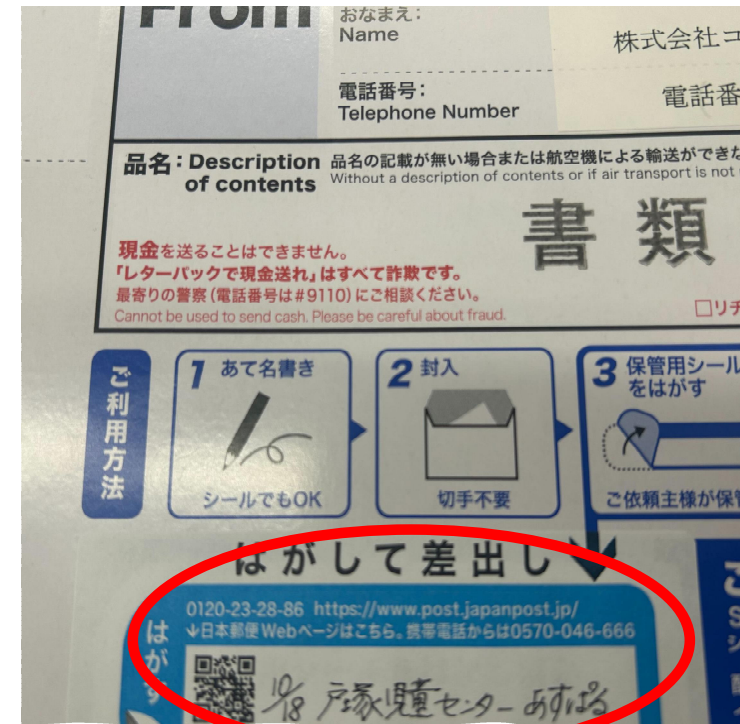 From
おなまえ:
Name
株式会社
電話番号:
Telephone Number
電話番
品名:Description of contents
品名の記載が無い場合または航空機による輸送ができな
Without a description of contents or if air transport is not
書類
現金を送ることはできません。
「レターパックで現金送れ」はすべて詐欺です。
最寄りの警察(電話番号は#9110)にご相談ください。
Cannot be used to send cash. Please be careful about fraud.
□リチ
ご利用方法
1 あて名書き
シールでもOK
2 封入
切手不要
3 保管用シール
をはがす
ご依頼主様が保管
はがして差出し
はがす
0120-23-28-86 https://www.post.japanpost.jp/
↓日本郵便Webページはこちら。携帯電話からは0570-046-666
10/18 戸塚児童センターあすぱる